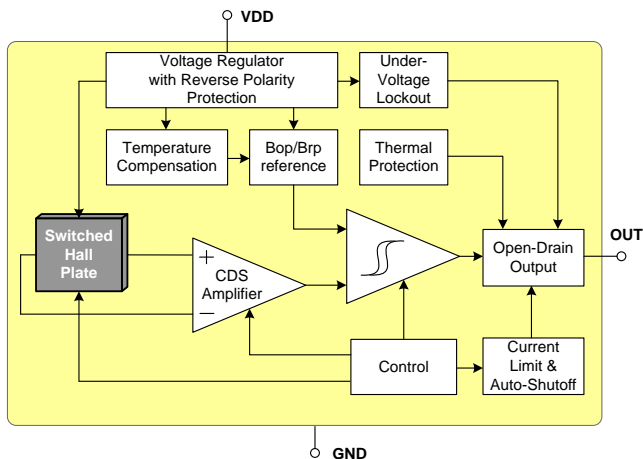 VDD
Voltage Regulator
with Reverse Polarity
Protection
Under-
Voltage
Lockout
Temperature
Compensation
Bop/Brp
reference
Thermal
Protection
Switched
Hall
Plate
+
CDS
Amplifier
−
Open-Drain
Output
OUT
Control
Current
Limit &
Auto-Shutoff
GND